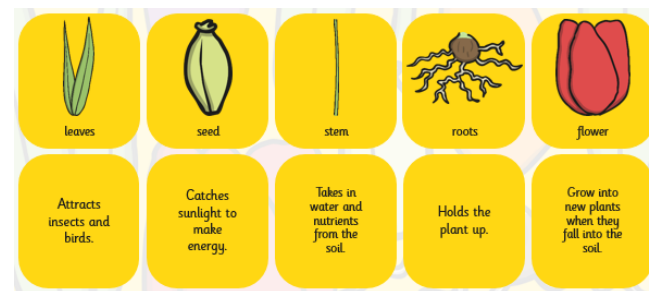 leaves
seed
stem
roots
flower
Attracts
insects and
birds.
Catches
sunlight to
make
energy.
Takes in
water and
nutrients
from the
soil.
Holds the
plant up.
Grow into
new plants
when they
fall into the
soil.